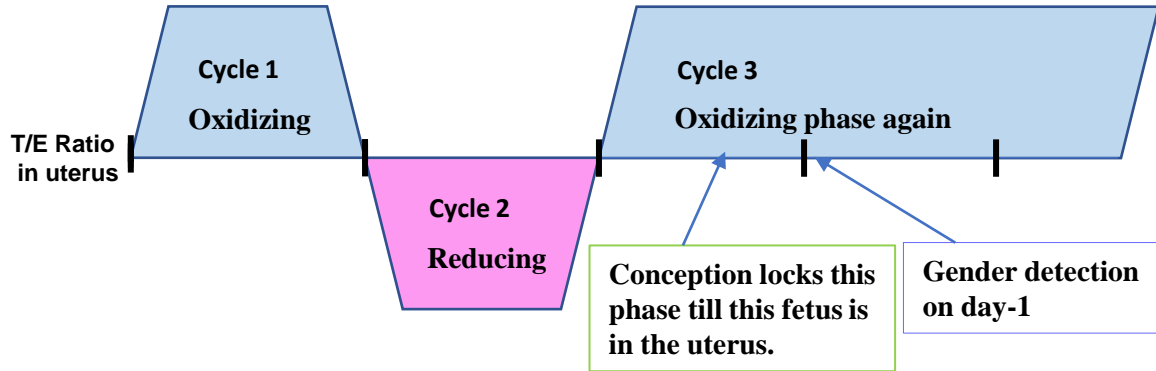 Cycle 1
Oxidizing
Cycle 3
Oxidizing phase again
T/E Ratio
in uterus
Cycle 2
Reducing
Conception locks this
phase till this fetus is
in the uterus.
Gender detection
on day-1